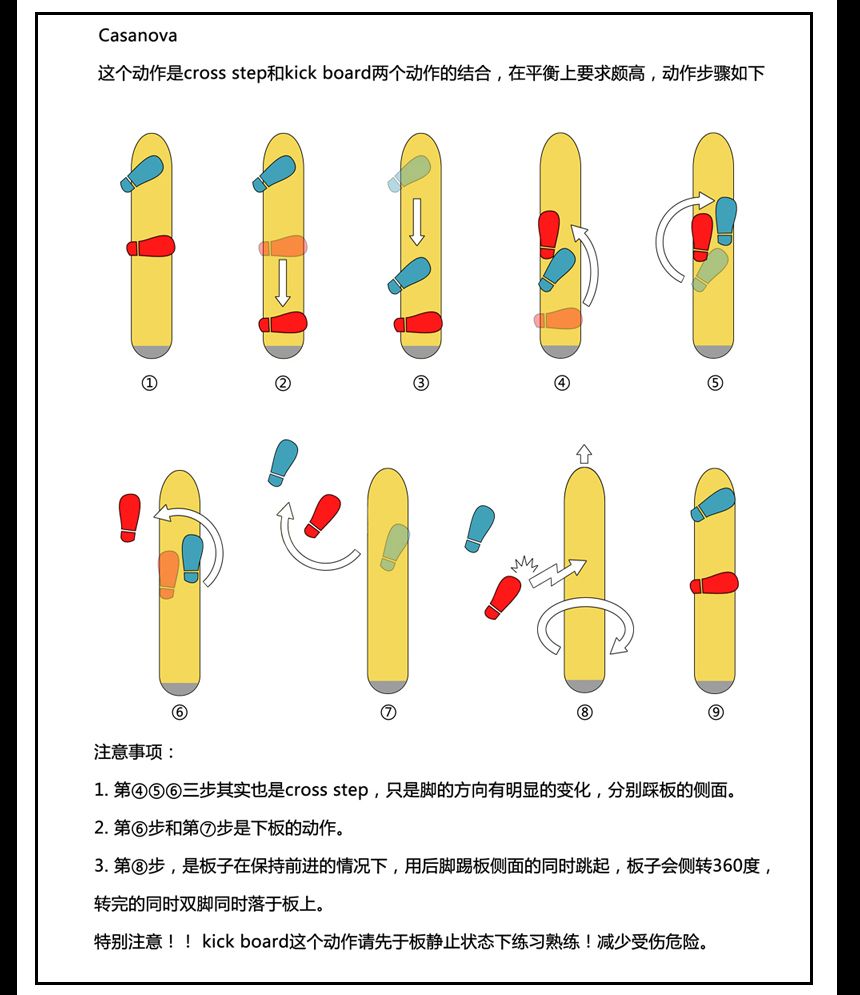 Casanova
这个动作是cross step和kick board两个动作的结合，在平衡上要求颇高，动作步骤如下
① ② ③ ④ ⑤
⑥ ⑦ ⑧ ⑨
注意事项：
1. 第④⑤⑥三步其实也是cross step，只是脚的方向有明显的变化，分别踩板的侧面。
2. 第⑥步和第⑦步是下板的动作。
3. 第⑧步，是板子在保持前进的情况下，用后脚踢板侧面的同时跳起，板子会侧转360度，
转完的同时双脚同时落于板上。
特别注意！！ kick board这个动作请先于板静止状态下练习熟练！减少受伤危险。